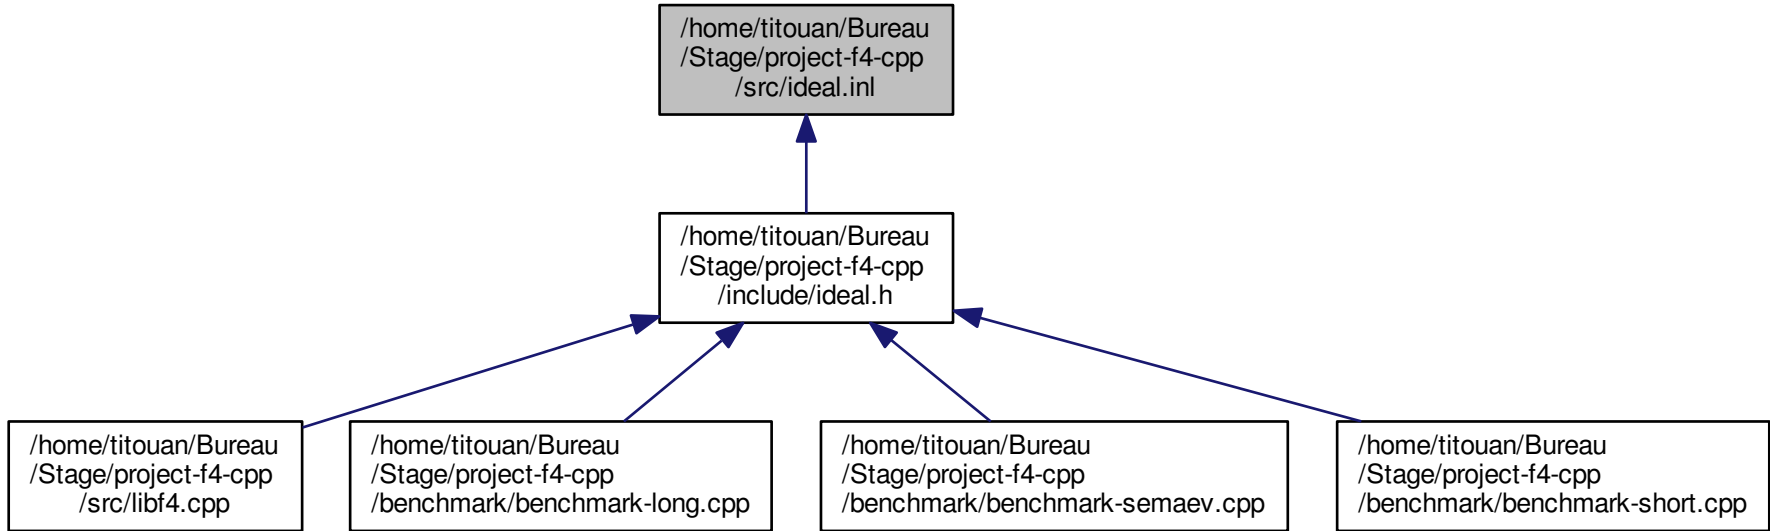 /home/titouan/Bureau
/Stage/project-f4-cpp
/src/ideal.inl
/home/titouan/Bureau
/Stage/project-f4-cpp
/include/ideal.h
/home/titouan/Bureau
/Stage/project-f4-cpp
/src/libf4.cpp
/home/titouan/Bureau
/Stage/project-f4-cpp
/benchmark/benchmark-long.cpp
/home/titouan/Bureau
/Stage/project-f4-cpp
/benchmark/benchmark-semaev.cpp
/home/titouan/Bureau
/Stage/project-f4-cpp
/benchmark/benchmark-short.cpp